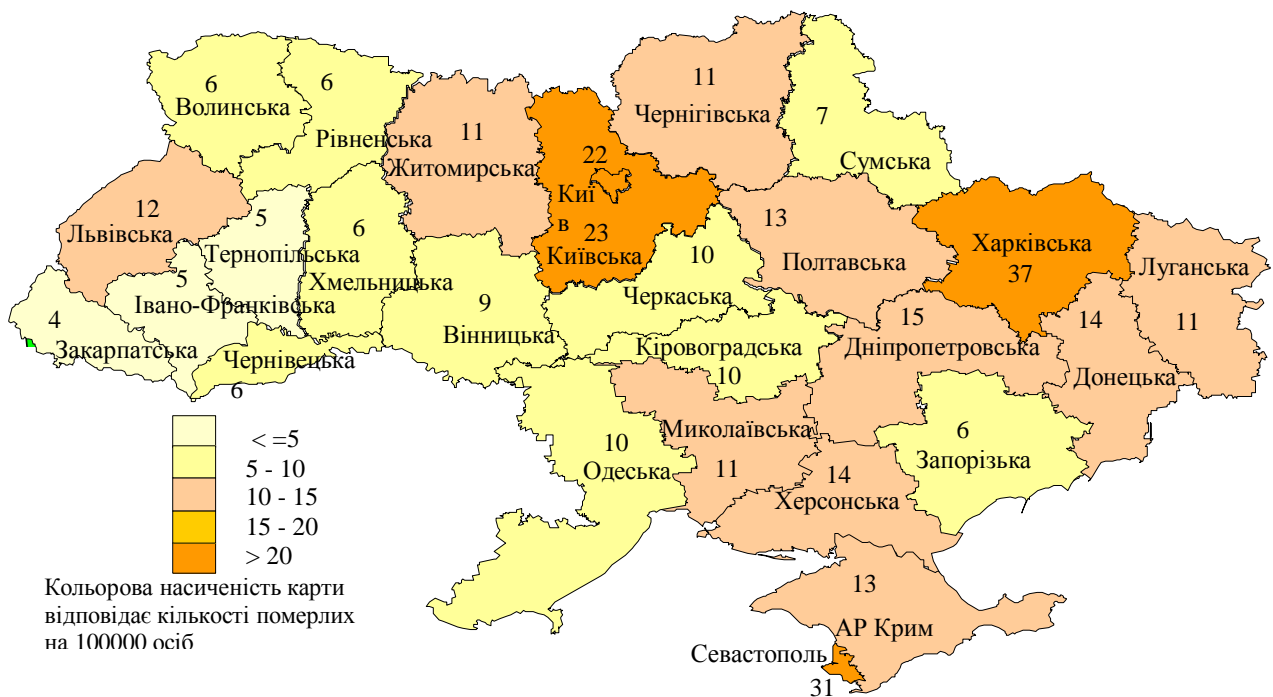 6
Волинська
6
Рівненська
11
Житомирська
22
Киї
в
23
Київська
11
Чернігівська
7
Сумська
12
Львівська
5
Тернопільська
6
Хмельницька
5
Івано-Франківська
4
Закарпатська
Чернівецька
6
9
Вінницька
10
Черкаська
13
Полтавська
Харківська
37
Луганська
11
Кіровоградська
10
15
Дніпропетровська
14
Донецька
10
Одеська
Миколаївська
11
14
Херсонська
6
Запорізька
13
АР Крим
Севастополь
31
< =5
5 - 10
10 - 15
15 - 20
> 20
Кольорова насиченість карти
відповідає кількості померлих
на 100000 осіб